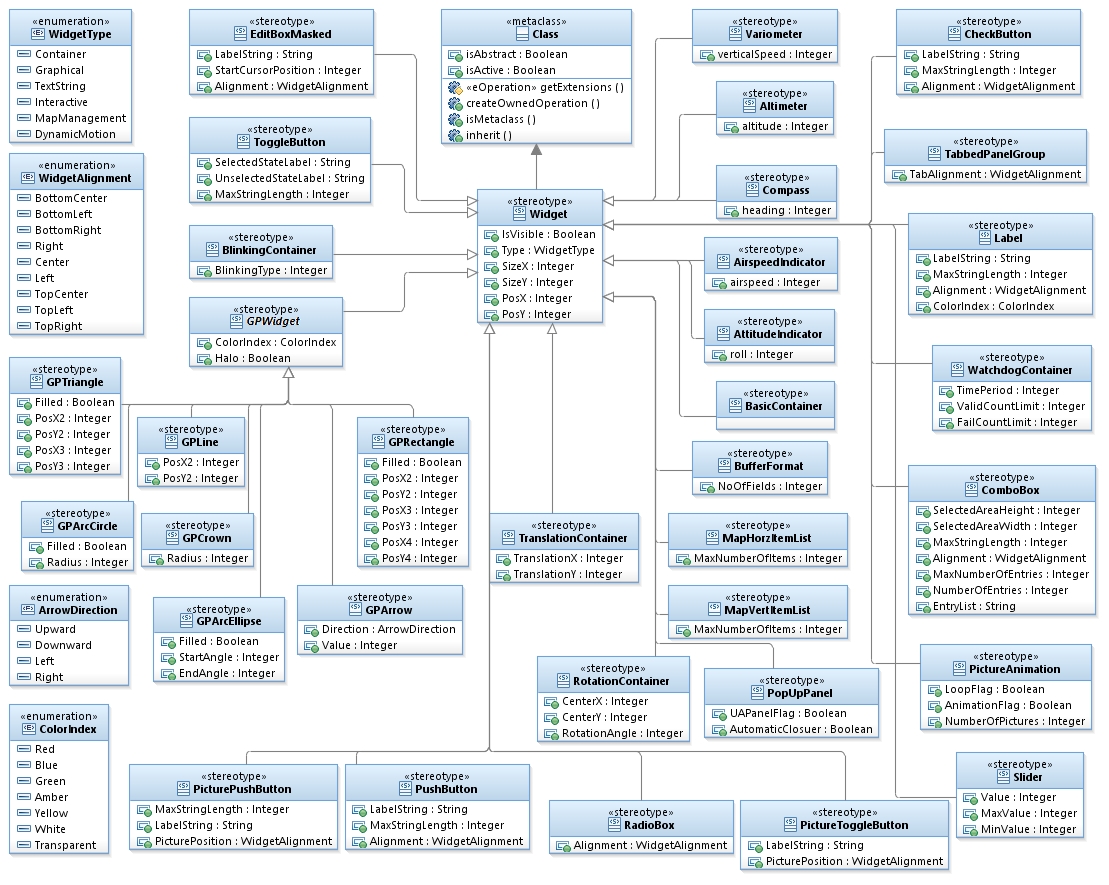 «enumeration»
WidgetType
Container
Graphical
TextString
Interactive
MapManagement
DynamicMotion
«stereotype»
EditBoxMasked
LabelString : String
StartCursorPosition : Integer
Alignment : WidgetAlignment
«metaclass»
Class
isAbstract : Boolean
isActive : Boolean
«eOperation» getExtensions ( )
createOwnedOperation ( )
isMetaclass ( )
inherit ( )
«stereotype»
Variometer
verticalSpeed : Integer
«stereotype»
CheckButton
LabelString : String
MaxStringLength : Integer
Alignment : WidgetAlignment
«stereotype»
Altimeter
altitude : Integer
«stereotype»
ToggleButton
SelectedStateLabel : String
UnselectedStateLabel : String
MaxStringLength : Integer
«stereotype»
TabbedPanelGroup
TabAlignment : WidgetAlignment
«enumeration»
WidgetAlignment
BottomCenter
BottomLeft
BottomRight
Right
Center
Left
TopCenter
TopLeft
TopRight
«stereotype»
Compass
heading : Integer
«stereotype»
Widget
IsVisible : Boolean
Type : WidgetType
SizeX : Integer
SizeY : Integer
PosX : Integer
PosY : Integer
«stereotype»
BlinkingContainer
BlinkingType : Integer
«stereotype»
Label
LabelString : String
MaxStringLength : Integer
Alignment : WidgetAlignment
ColorIndex : ColorIndex
«stereotype»
AirspeedIndicator
airspeed : Integer
«stereotype»
GPWidget
ColorIndex : ColorIndex
Halo : Boolean
«stereotype»
AttitudeIndicator
roll : Integer
«stereotype»
WatchdogContainer
TimePeriod : Integer
ValidCountLimit : Integer
FailCountLimit : Integer
«stereotype»
GPTriangle
Filled : Boolean
PosX2 : Integer
PosY2 : Integer
PosX3 : Integer
PosY3 : Integer
«stereotype»
BasicContainer
«stereotype»
GPLine
PosX2 : Integer
PosY2 : Integer
«stereotype»
GPRectangle
Filled : Boolean
PosX2 : Integer
PosY2 : Integer
PosX3 : Integer
PosY3 : Integer
PosX4 : Integer
PosY4 : Integer
«stereotype»
BufferFormat
NoOfFields : Integer
«stereotype»
ComboBox
SelectedAreaHeight : Integer
SelectedAreaWidth : Integer
MaxStringLength : Integer
Alignment : WidgetAlignment
MaxNumberOfEntries : Integer
NumberOfEntries : Integer
EntryList : String
«stereotype»
GPArcCircle
Filled : Boolean
Radius : Integer
«stereotype»
GPCrown
Radius : Integer
«stereotype»
TranslationContainer
TranslationX : Integer
TranslationY : Integer
«stereotype»
MapHorzItemList
MaxNumberOfItems : Integer
«enumeration»
ArrowDirection
Upward
Downward
Left
Right
«stereotype»
GPArcEllipse
Filled : Boolean
StartAngle : Integer
EndAngle : Integer
«stereotype»
GPArrow
Direction : ArrowDirection
Value : Integer
«stereotype»
MapVertItemList
MaxNumberOfItems : Integer
«stereotype»
RotationContainer
CenterX : Integer
CenterY : Integer
RotationAngle : Integer
«stereotype»
PopUpPanel
UAPanelFlag : Boolean
AutomaticClosuer : Boolean
«stereotype»
PictureAnimation
LoopFlag : Boolean
AnimationFlag : Boolean
NumberOfPictures : Integer
«enumeration»
ColorIndex
Red
Blue
Green
Amber
Yellow
White
Transparent
«stereotype»
PicturePushButton
MaxStringLength : Integer
LabelString : String
PicturePosition : WidgetAlignment
«stereotype»
PushButton
LabelString : String
MaxStringLength : Integer
Alignment : WidgetAlignment
«stereotype»
RadioBox
Alignment : WidgetAlignment
«stereotype»
PictureToggleButton
LabelString : String
PicturePosition : WidgetAlignment
«stereotype»
Slider
Value : Integer
MaxValue : Integer
MinValue : Integer